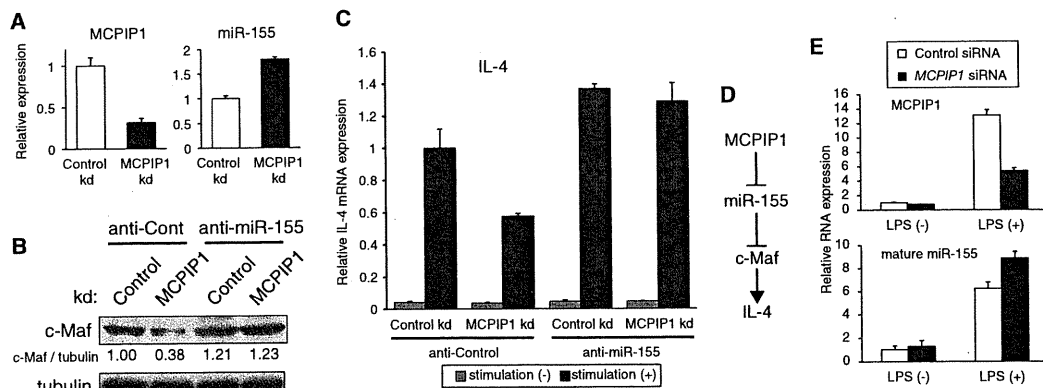 A
MCPIP1
miR-155
Relative expression
1
0.5
0
2
1.5
1
0.5
0
Control kd
MCPIP1 kd
Control kd
MCPIP1 kd
B
anti-Cont
anti-miR-155
kd:
Control
MCPIP1
Control
MCPIP1
c-Maf
c-Maf / tubulin
1.00 0.38 1.21 1.23
tubulin
C
IL-4
Relative IL-4 mRNA expression
1.6
1.4
1.2
1
0.8
0.6
0.4
0.2
0
Control kd
MCPIP1 kd
Control kd
MCPIP1 kd
anti-Control
anti-miR-155
stimulation (-)
stimulation (+)
D
MCPIP1
miR-155
c-Maf
IL-4
E
Control siRNA
MCPIP1 siRNA
MCPIP1
Relative RNA expression
16
14
12
10
8
6
4
2
0
LPS (-)
LPS (+)
mature miR-155
10
8
6
4
2
0
LPS (-)
LPS (+)